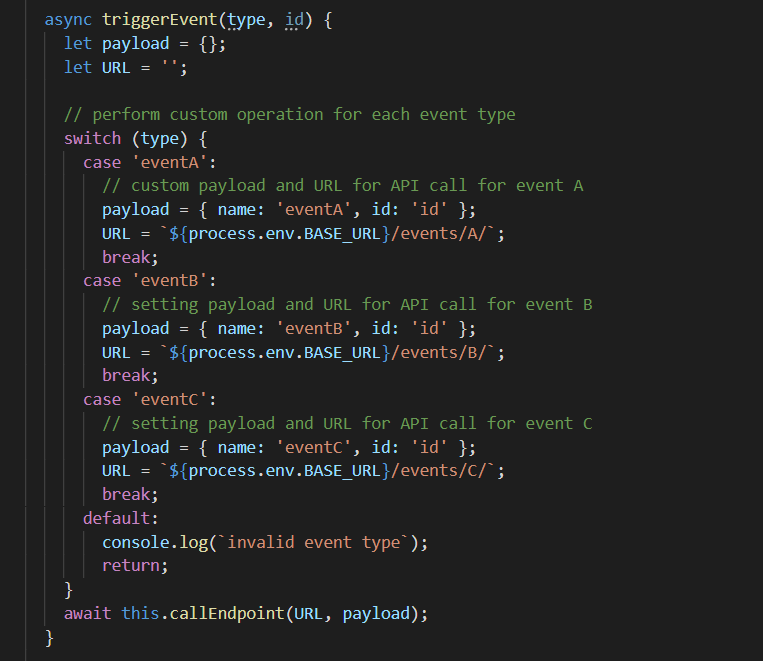 async triggerEvent(type, id) {
let payload = {};
let URL = '';
// perform custom operation for each event type
switch (type) {
case 'eventA':
// custom payload and URL for API call for event A
payload = { name: 'eventA', id: 'id' };
URL = `${process.env.BASE_URL}/events/A/`;
break;
case 'eventB':
// setting payload and URL for API call for event B
payload = { name: 'eventB', id: 'id' };
URL = `${process.env.BASE_URL}/events/B/`;
break;
case 'eventC':
// setting payload and URL for API call for event C
payload = { name: 'eventC', id: 'id' };
URL = `${process.env.BASE_URL}/events/C/`;
break;
default:
console.log(`invalid event type`);
return;
}
await this.callEndpoint(URL, payload);
}